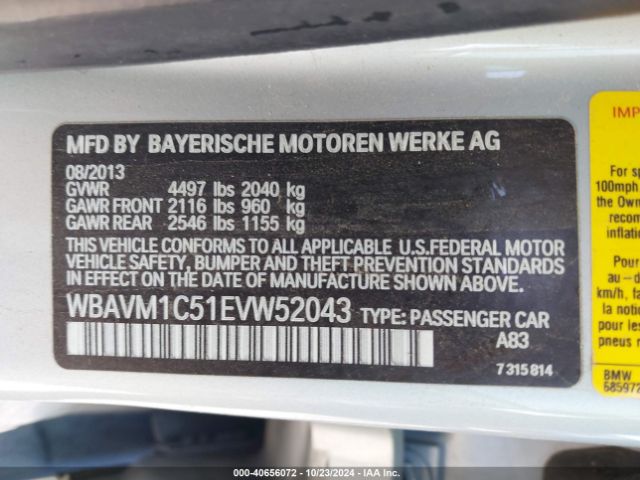 MFD BY BAYERISCHE MOTOREN WERKE AG
08/2013
GVWR 4497 lbs 2040 kg
GAWR FRONT 2116 lbs 960 kg
GAWR REAR 2546 lbs 1155 kg
THIS VEHICLE CONFORMS TO ALL APPLICABLE U.S.FEDERAL MOTOR
VEHICLE SAFETY, BUMPER AND THEFT PREVENTION STANDARDS
IN EFFECT ON THE DATE OF MANUFACTURE SHOWN ABOVE.
WBAVM1C51EVW52043 TYPE: PASSENGER CAR
A83
7 315 814
IMP
For sp
100mph
the Own
recom
inflatio
Pour
au-d
km/h, fa
la notic
pour les
pneus r
BMW
685972
000-40656072 - 10/23/2024 - IAA Inc.